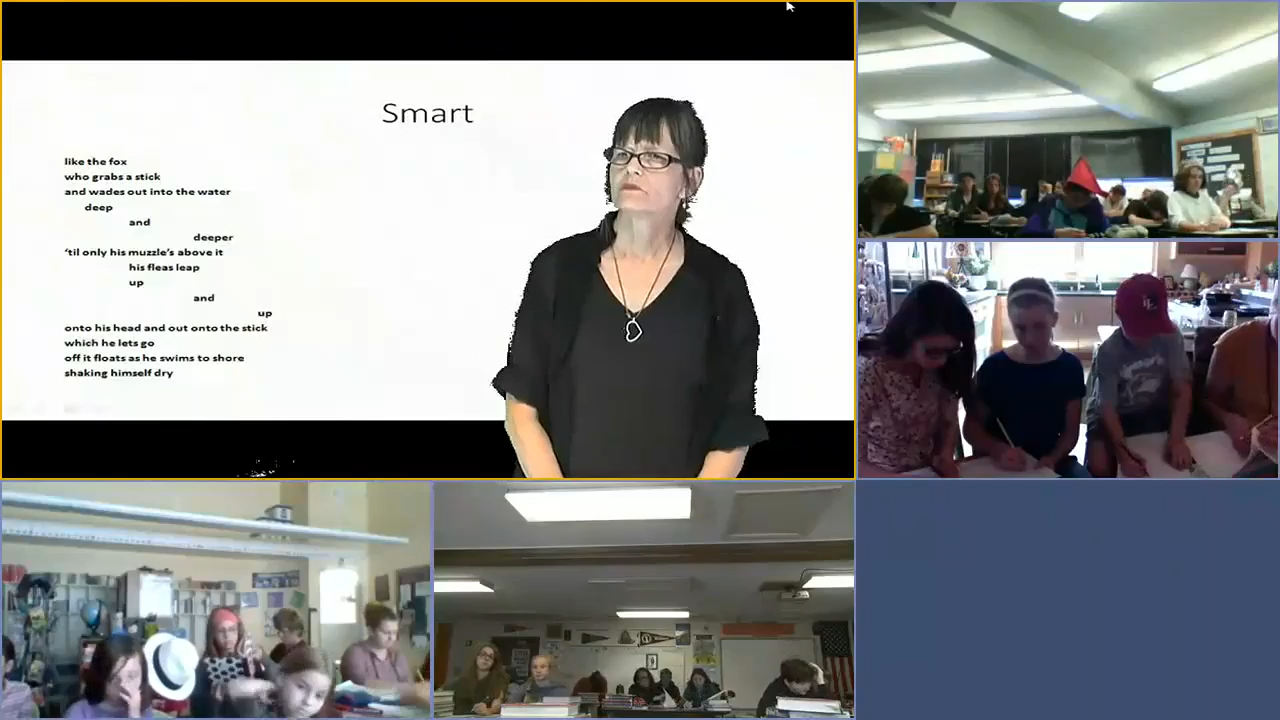 Smart
like the fox
who grabs a stick
and wades out into the water
deep
and
deeper
‘til only his muzzle’s above it
his fleas leap
up
and
up
onto his head and out onto the stick
which he lets go
off it floats as he swims to shore
shaking himself dry